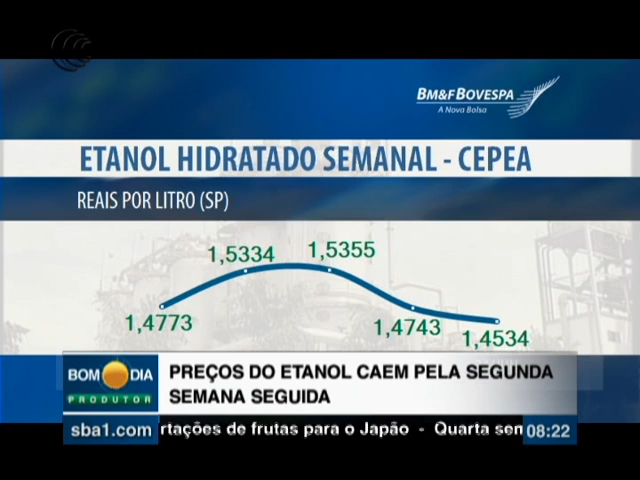 BM&FBOVESPA
A Nova Bolsa
ETANOL HIDRATADO SEMANAL - CEPEA
REAIS POR LITRO (SP)
1,5334
1,5355
1,4773
1,4743
1,4534
BOM DIA
PRODUTOR
PREÇOS DO ETANOL CAEM PELA SEGUNDA
SEMANA SEGUIDA
sba1.com
rtações de frutas para o Japão - Quarta sem
08:22